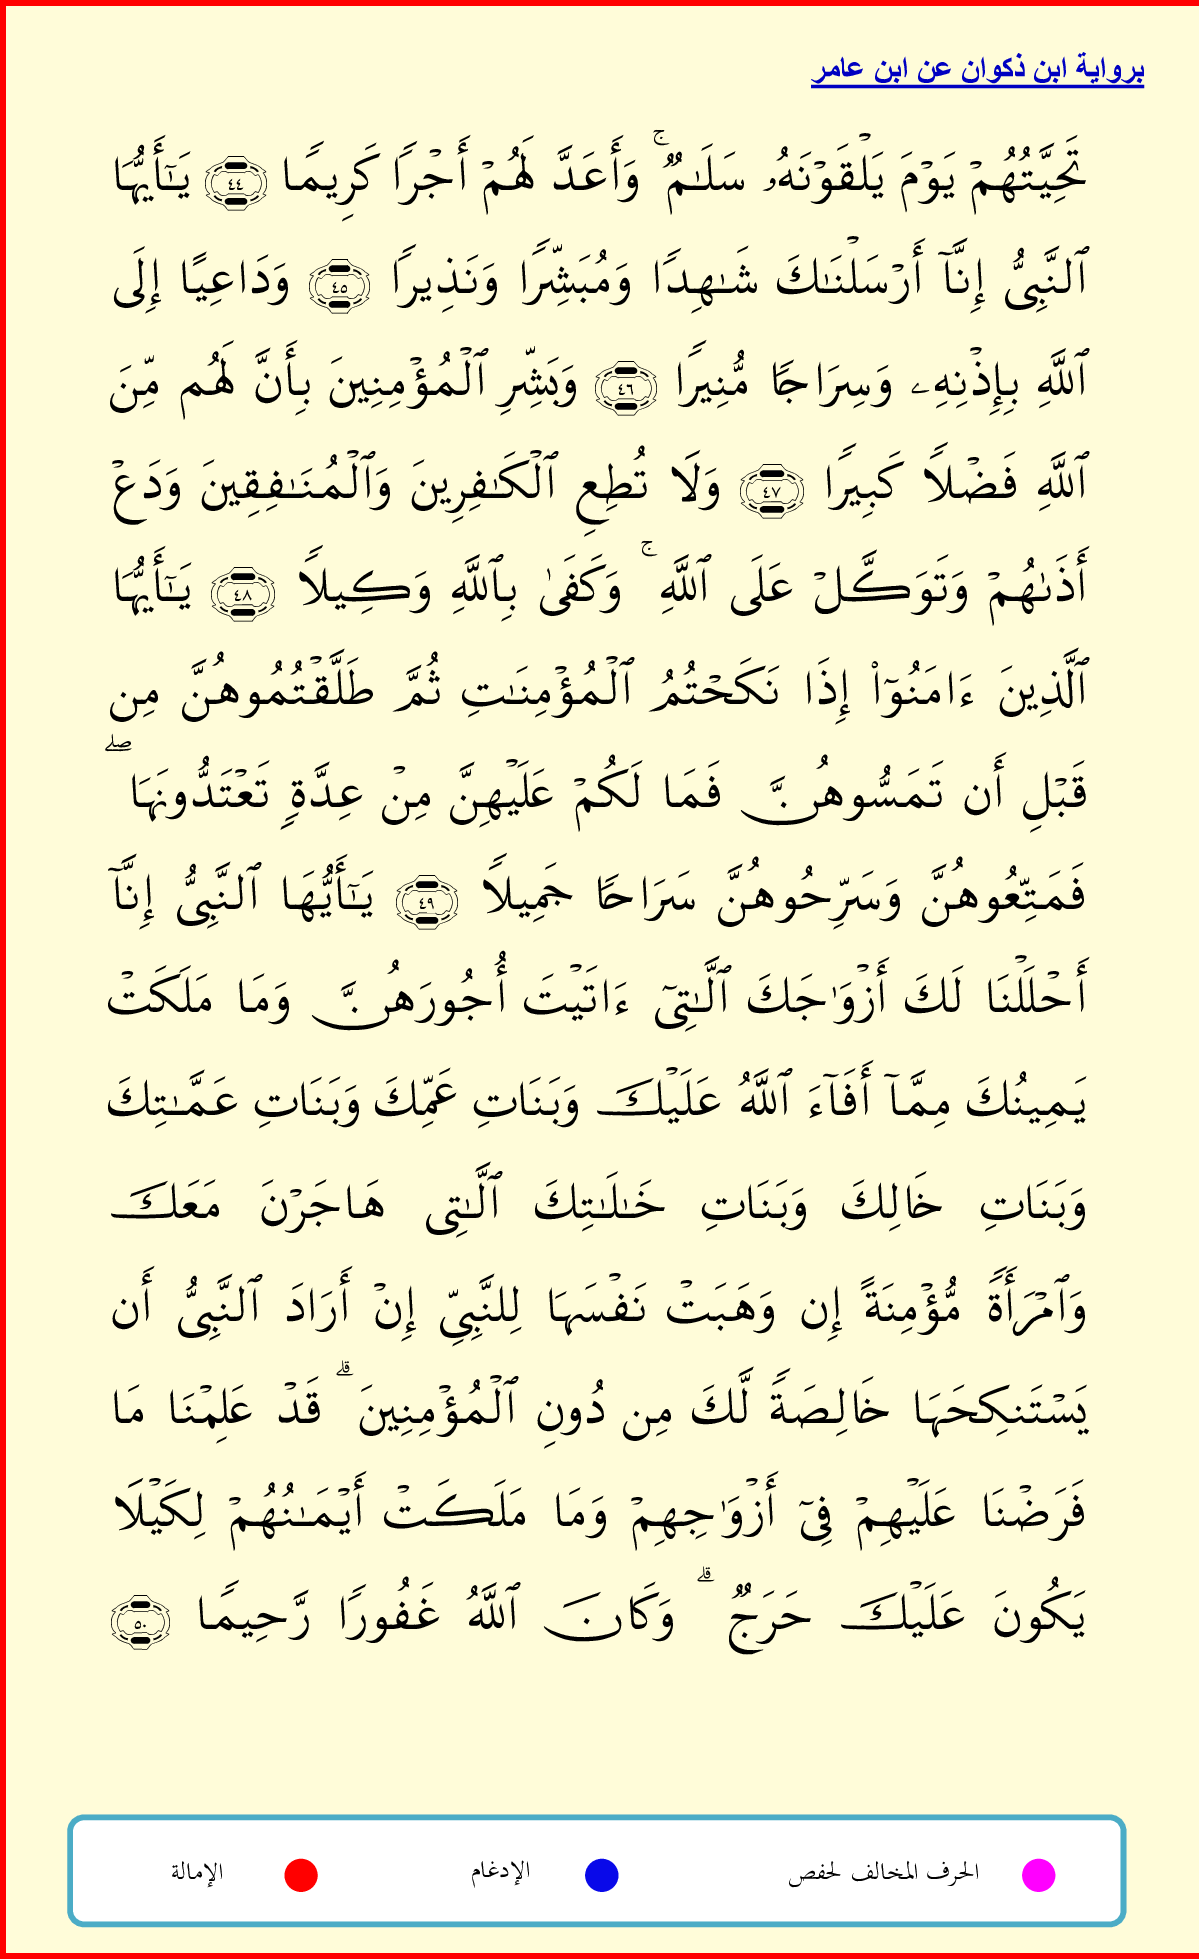 برواية ابن ذكوان عن ابن عامر
تَحِيَّتُهُمْ يَوْمَ يَلْقَوْنَهُۥ سَلَٰمٌۚ وَأَعَدَّ لَهُمْ أَجْرًا كَرِيمًا ٤٤ يَٰٓأَيُّهَا
ٱلنَّبِىُّ إِنَّآ أَرْسَلْنَٰكَ شَٰهِدًا وَمُبَشِّرًا وَنَذِيرًا ٤٥ وَدَاعِيًا إِلَى
ٱللَّهِ بِإِذْنِهِۦ وَسِرَاجًا مُّنِيرًا ٤٦ وَبَشِّرِ ٱلْمُؤْمِنِينَ بِأَنَّ لَهُم مِّنَ
ٱللَّهِ فَضْلًا كَبِيرًا ٤٧ وَلَا تُطِعِ ٱلْكَٰفِرِينَ وَٱلْمُنَٰفِقِينَ وَدَعْ
أَذَىٰهُمْ وَتَوَكَّلْ عَلَى ٱللَّهِۚ وَكَفَىٰ بِٱللَّهِ وَكِيلًا ٤٨ يَٰٓأَيُّهَا
ٱلَّذِينَ ءَامَنُوٓا۟ إِذَا نَكَحْتُمُ ٱلْمُؤْمِنَٰتِ ثُمَّ طَلَّقْتُمُوهُنَّ مِن
قَبْلِ أَن تَمَسُّوهُنَّ فَمَا لَكُمْ عَلَيْهِنَّ مِنْ عِدَّةٍ تَعْتَدُّونَهَاۖ
فَمَتِّعُوهُنَّ وَسَرِّحُوهُنَّ سَرَاحًا جَمِيلًا ٤٩ يَٰٓأَيُّهَا ٱلنَّبِىُّ إِنَّآ
أَحْلَلْنَا لَكَ أَزْوَٰجَكَ ٱلَّٰتِىٓ ءَاتَيْتَ أُجُورَهُنَّ وَمَا مَلَكَتْ
يَمِينُكَ مِمَّآ أَفَآءَ ٱللَّهُ عَلَيْكَ وَبَنَاتِ عَمِّكَ وَبَنَاتِ عَمَّٰتِكَ
وَبَنَاتِ خَالِكَ وَبَنَاتِ خَٰلَٰتِكَ ٱلَّٰتِى هَاجَرْنَ مَعَكَ
وَٱمْرَأَةً مُّؤْمِنَةً إِن وَهَبَتْ نَفْسَهَا لِلنَّبِىِّ إِنْ أَرَادَ ٱلنَّبِىُّ أَن
يَسْتَنكِحَهَا خَالِصَةً لَّكَ مِن دُونِ ٱلْمُؤْمِنِينَۗ قَدْ عَلِمْنَا مَا
فَرَضْنَا عَلَيْهِمْ فِىٓ أَزْوَٰجِهِمْ وَمَا مَلَكَتْ أَيْمَٰنُهُمْ لِكَيْلَا
يَكُونَ عَلَيْكَ حَرَجٌۗ وَكَانَ ٱللَّهُ غَفُورًا رَّحِيمًا ٥٠
الحرف المخالف لحفص الإدغام الإمالة